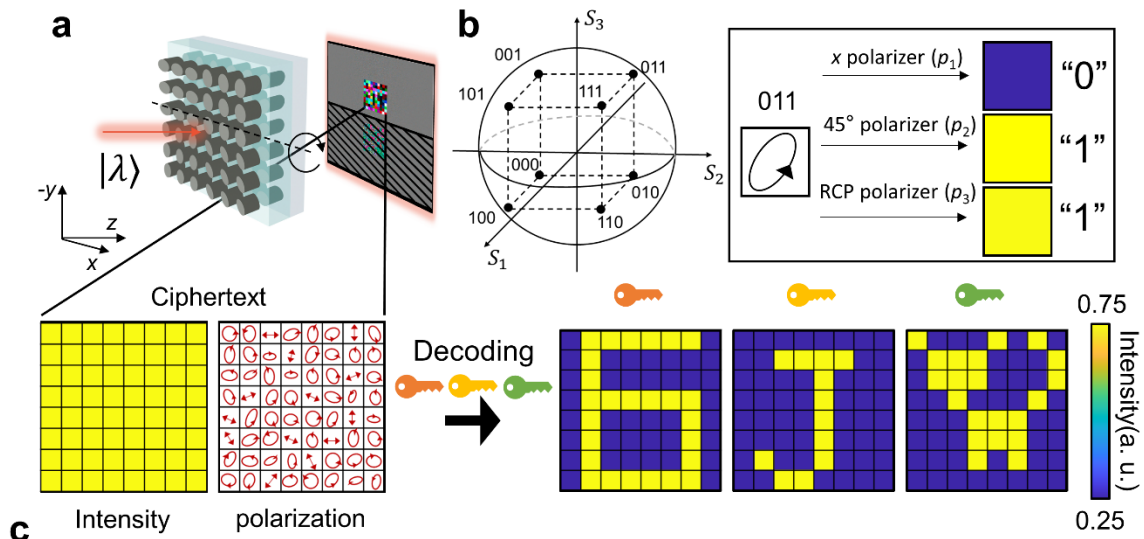 a
|λ⟩
-y
z
x
b
S₃
001
011
101
111
000
010
S₂
100
110
S₁
011
x polarizer (p₁)
"0"
45° polarizer (p₂)
"1"
RCP polarizer (p₃)
"1"
Ciphertext
Intensity
polarization
Decoding
0.75
Intensity(a. u.)
0.25
c